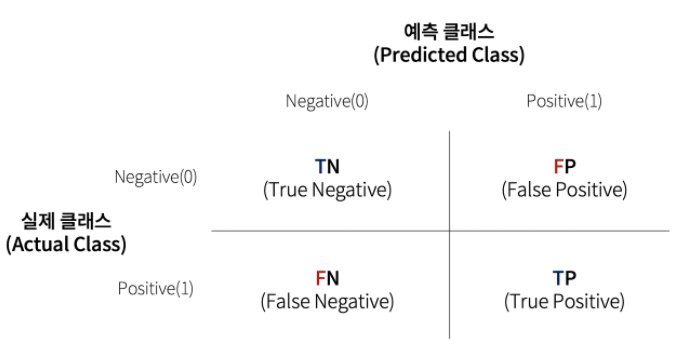 예측 클래스
(Predicted Class)
Negative(0) Positive(1)
Negative(0)
TN FP
(True Negative) (False Positive)
실제 클래스
(Actual Class)
Positive(1)
FN TP
(False Negative) (True Positive)